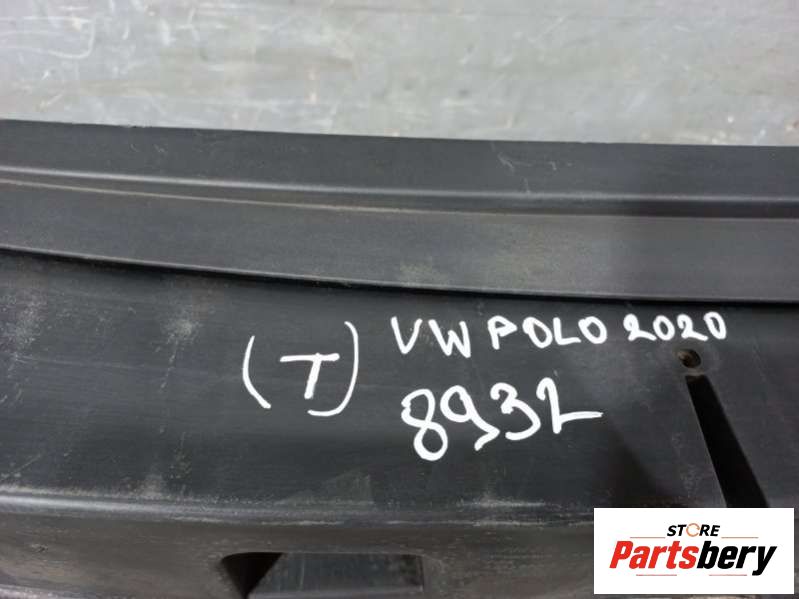 VW POLO 2020
(T)
8932
STORE
Partsbery